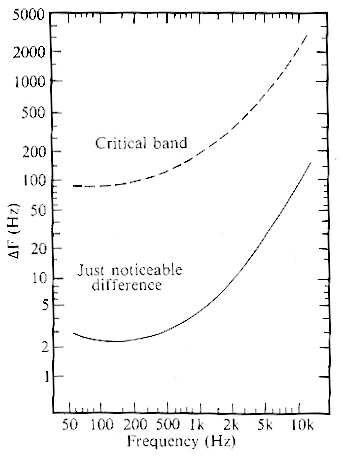 5000
2000
1000
500
200
100
50
20
10
5
2
1
ΔF (Hz)
Critical band
Just noticeable
difference
50 100 200 500 1k 2k 5k 10k
Frequency (Hz)